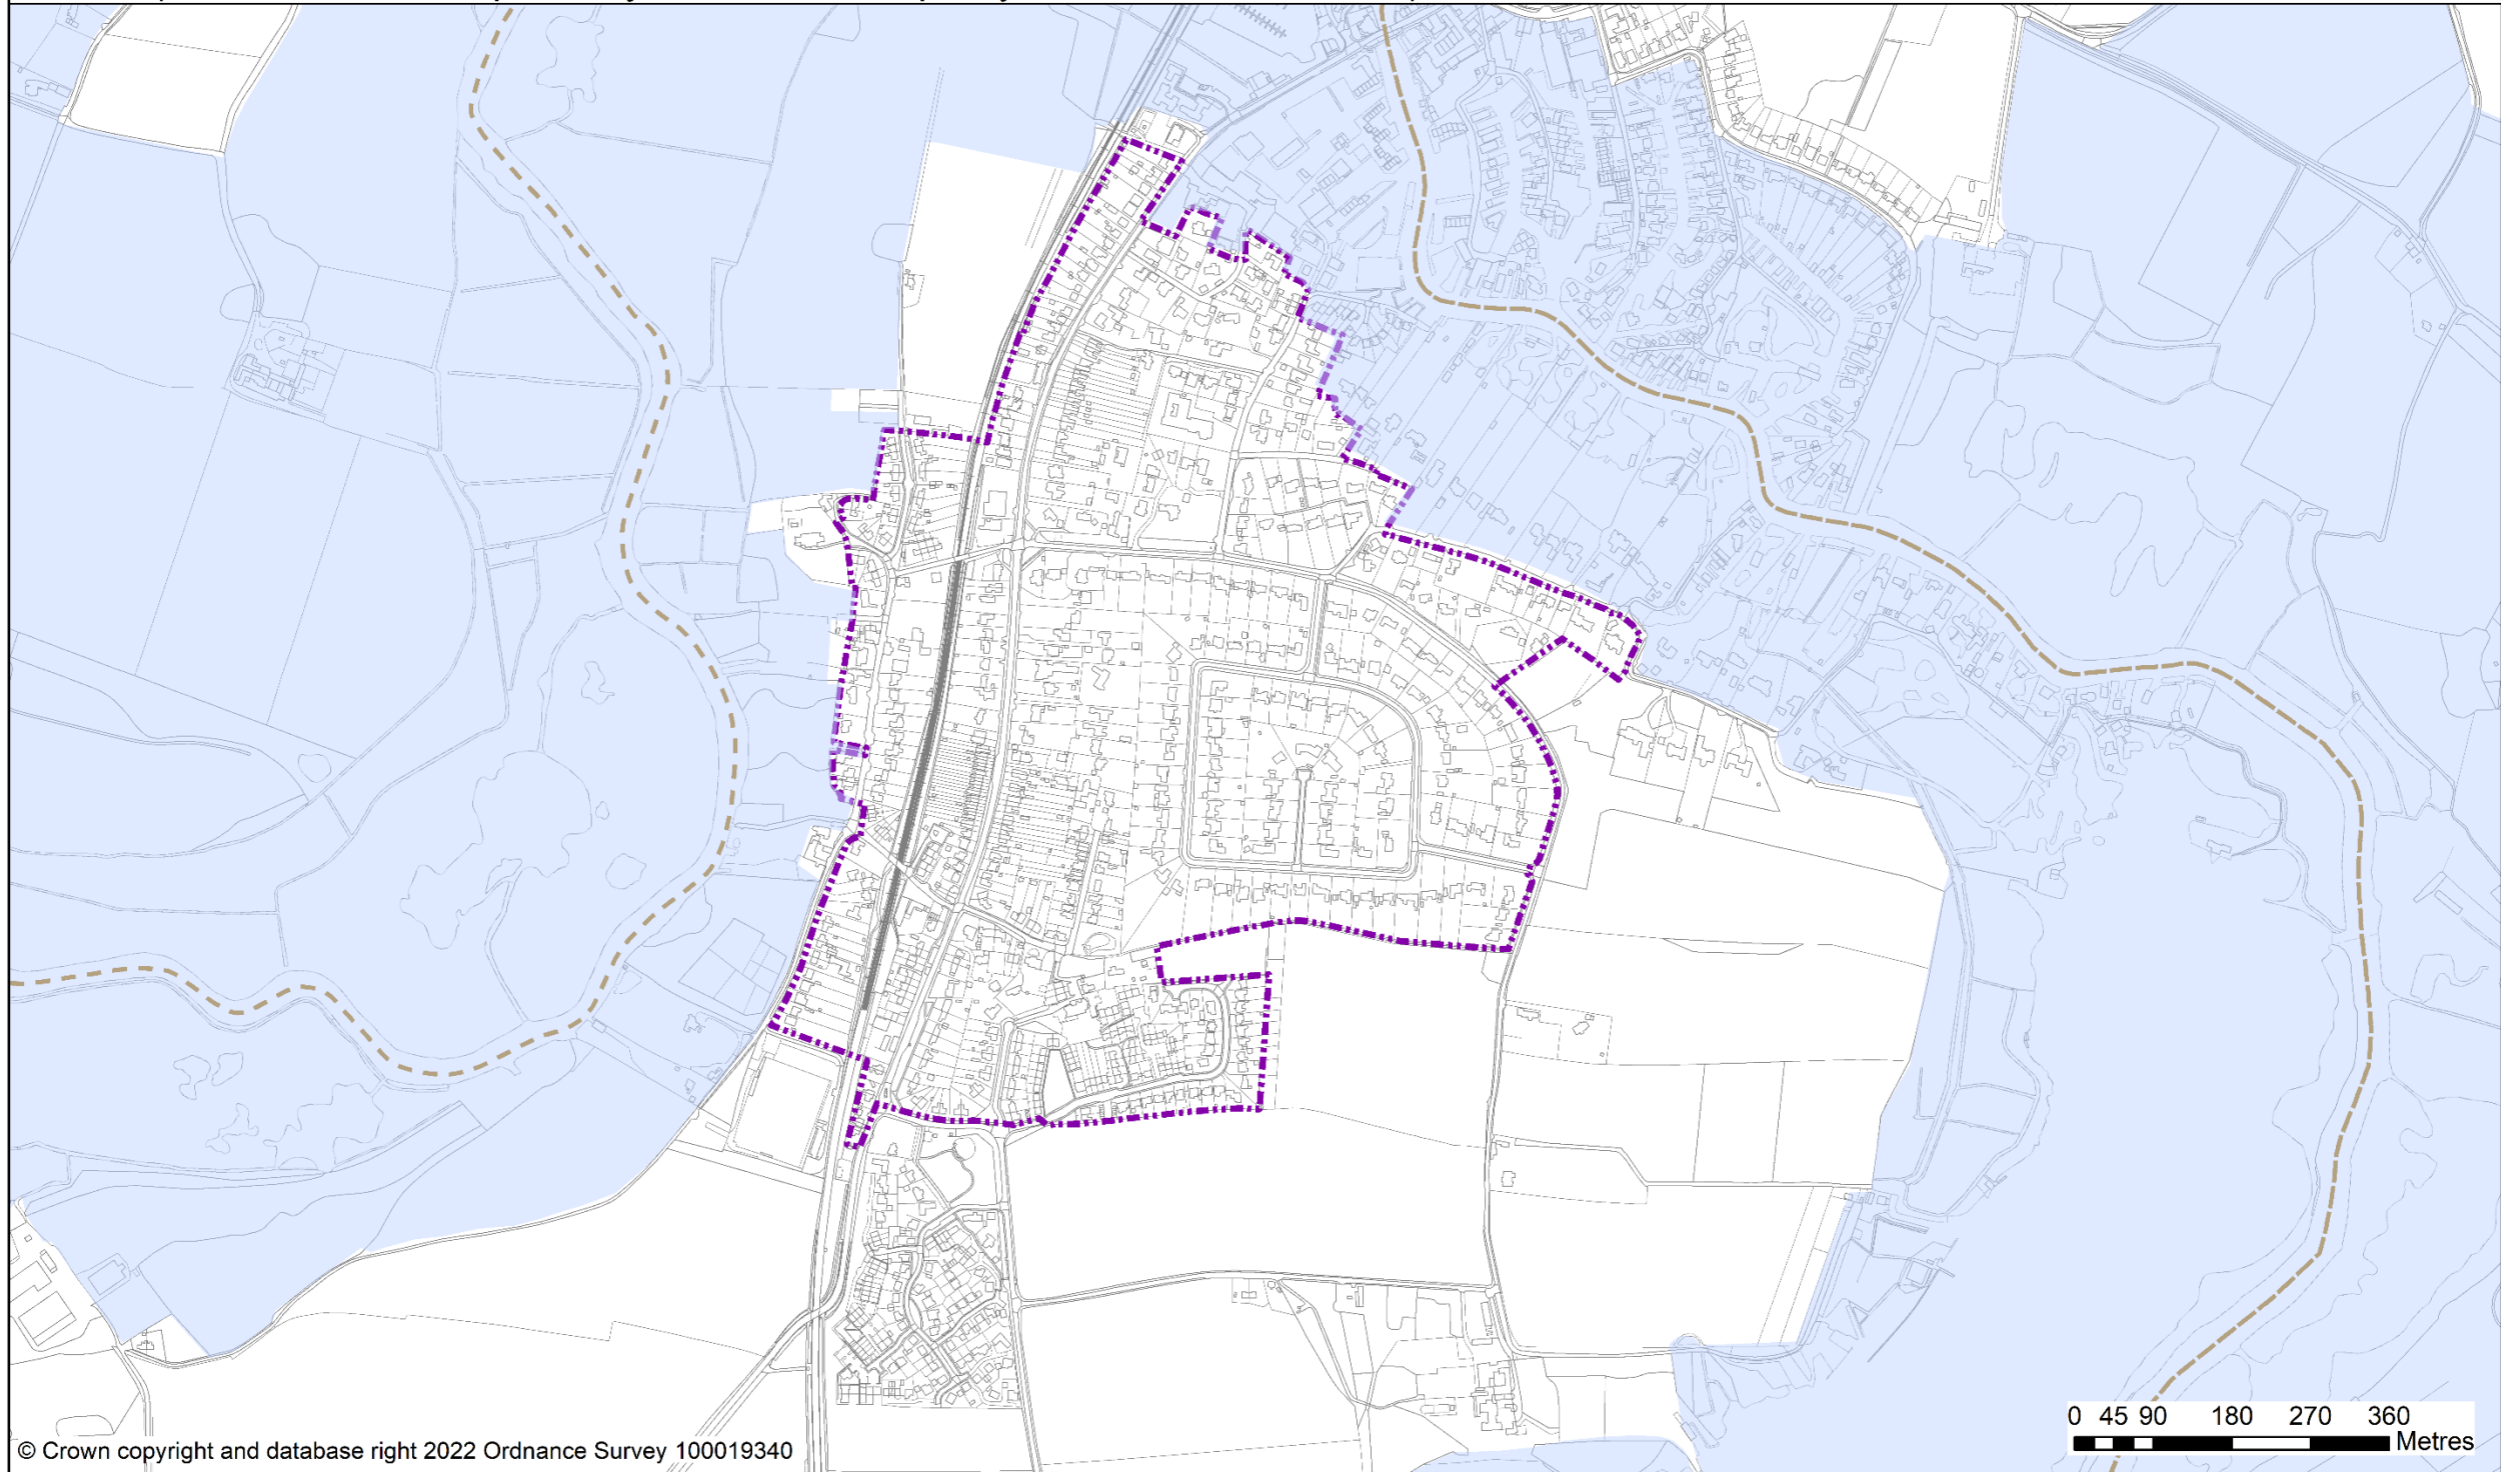 0 45 90 180 270 360
Metres
© Crown copyright and database right 2022 Ordnance Survey 100019340